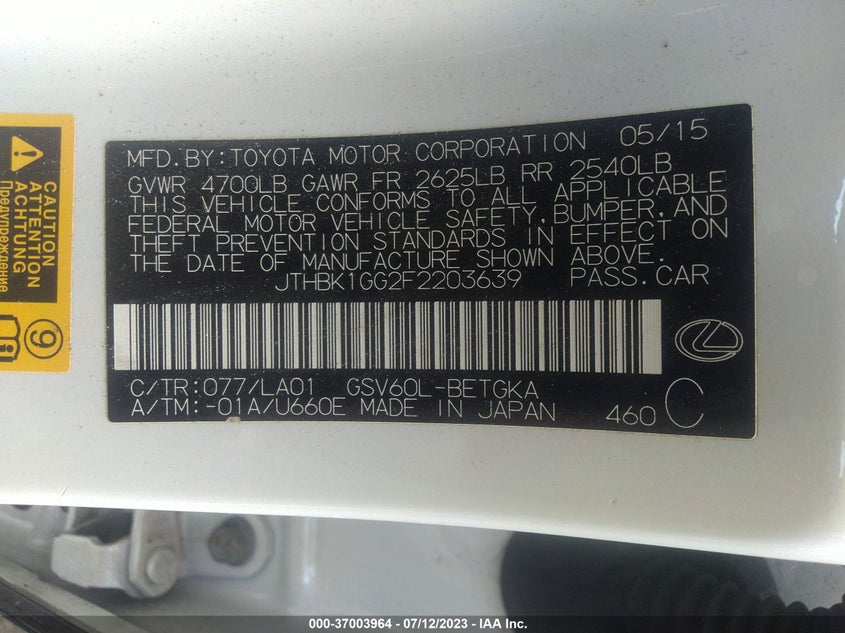 MFD.BY:TOYOTA MOTOR CORPORATION 05/15
GVWR 4700LB GAWR FR 2625LB RR 2540LB
THIS VEHICLE CONFORMS TO ALL APPLICABLE
FEDERAL MOTOR VEHICLE SAFETY,BUMPER,AND
THEFT PREVENTION STANDARDS IN EFFECT ON
THE DATE OF MANUFACTURE SHOWN ABOVE.
JTHBK1GG2F2203639 PASS.CAR
C/TR:077/LA01 GSV60L-BETGKA
A/TM:-01A/U660E MADE IN JAPAN 460 C
CAUTION
ATTENTION
ACHTUNG
Предупреждение
9
000-37003964 - 07/12/2023 - IAA Inc.